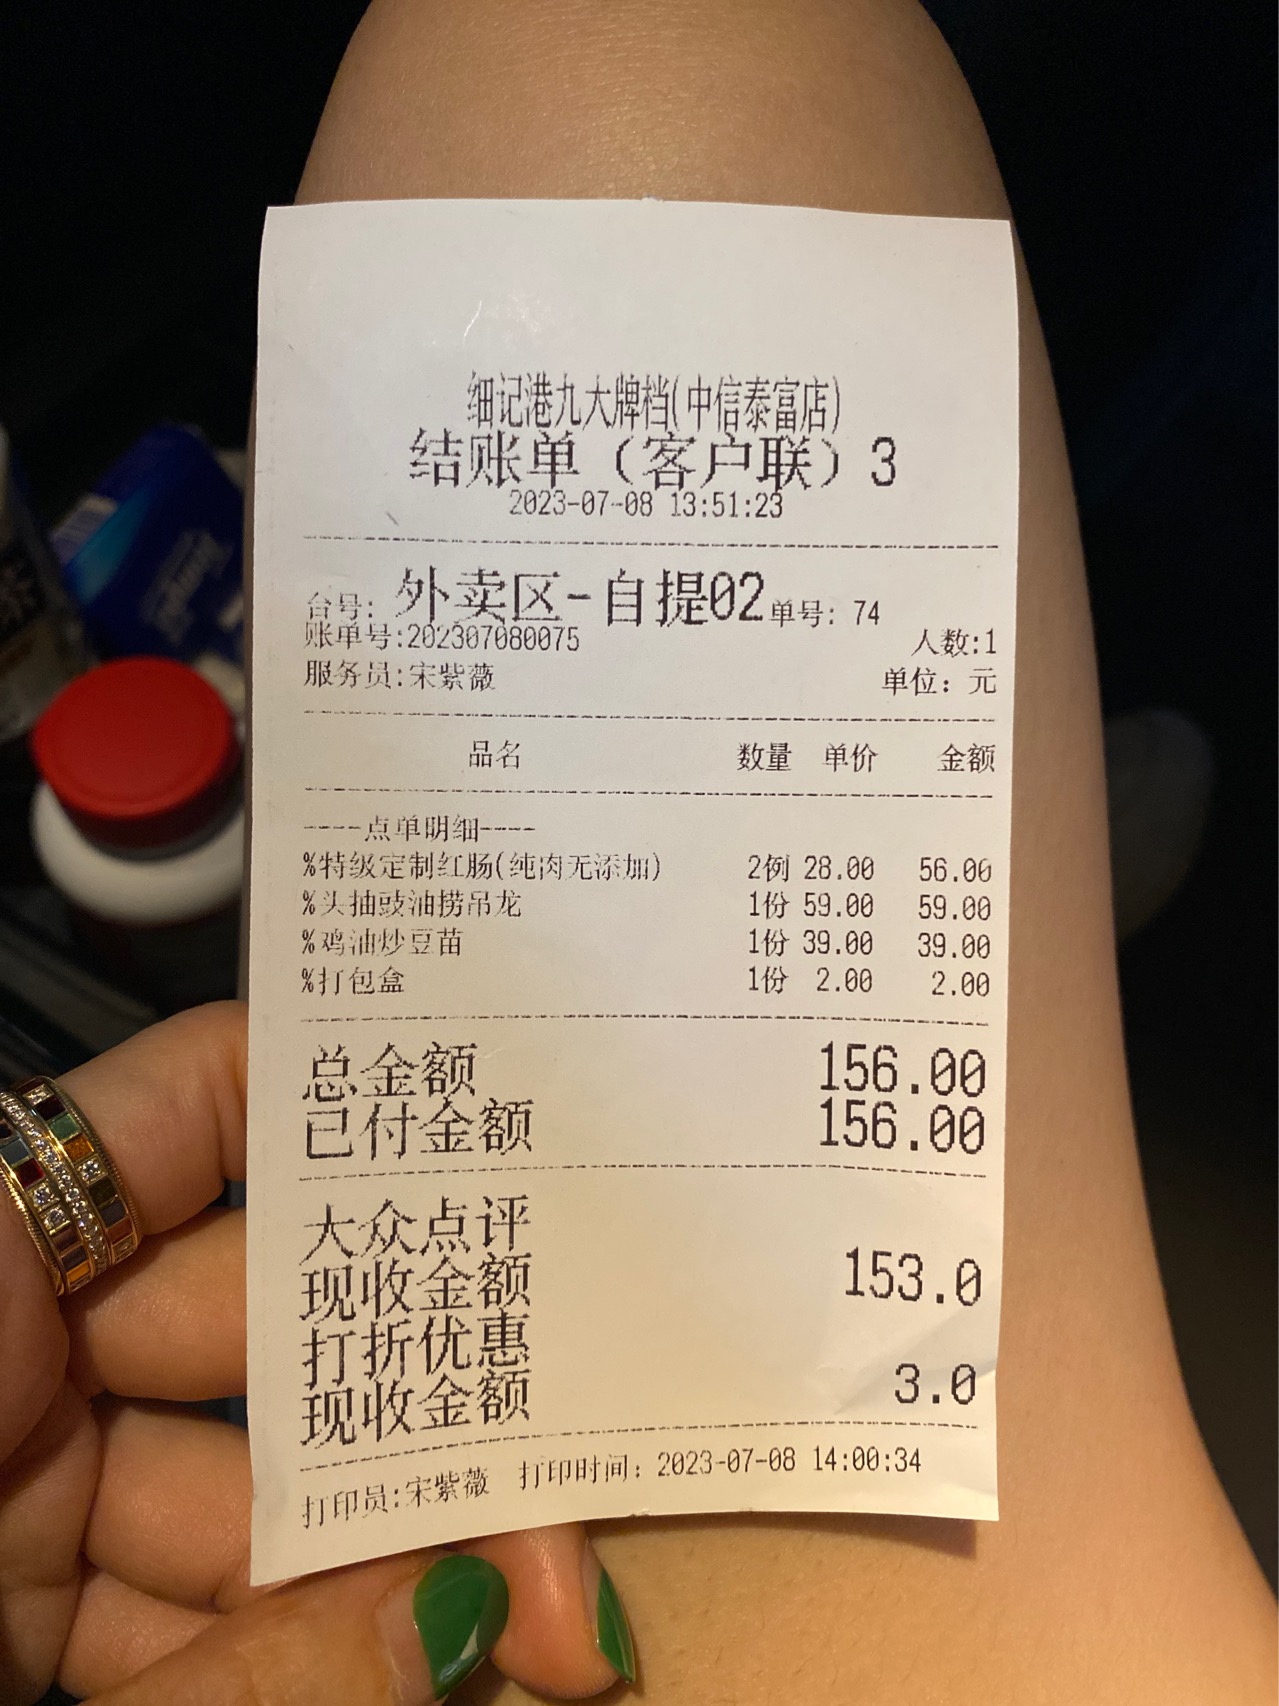 细记港九大牌档(中信泰富店)
结账单（客户联）3
2023-07-08 13:51:23
台号: 外卖区-自提02 单号: 74
账单号:202307080075 人数:1
服务员:宋紫薇 单位: 元
品名 数量 单价 金额
----点单明细----
%特级定制红肠(纯肉无添加) 2例 28.00 56.00
%头抽豉油捞吊龙 1份 59.00 59.00
%鸡油炒豆苗 1份 39.00 39.00
%打包盒 1份 2.00 2.00
总金额 156.00
已付金额 156.00
大众点评
现收金额 153.0
打折优惠
现收金额 3.0
打印员:宋紫薇 打印时间: 2023-07-08 14:00:34